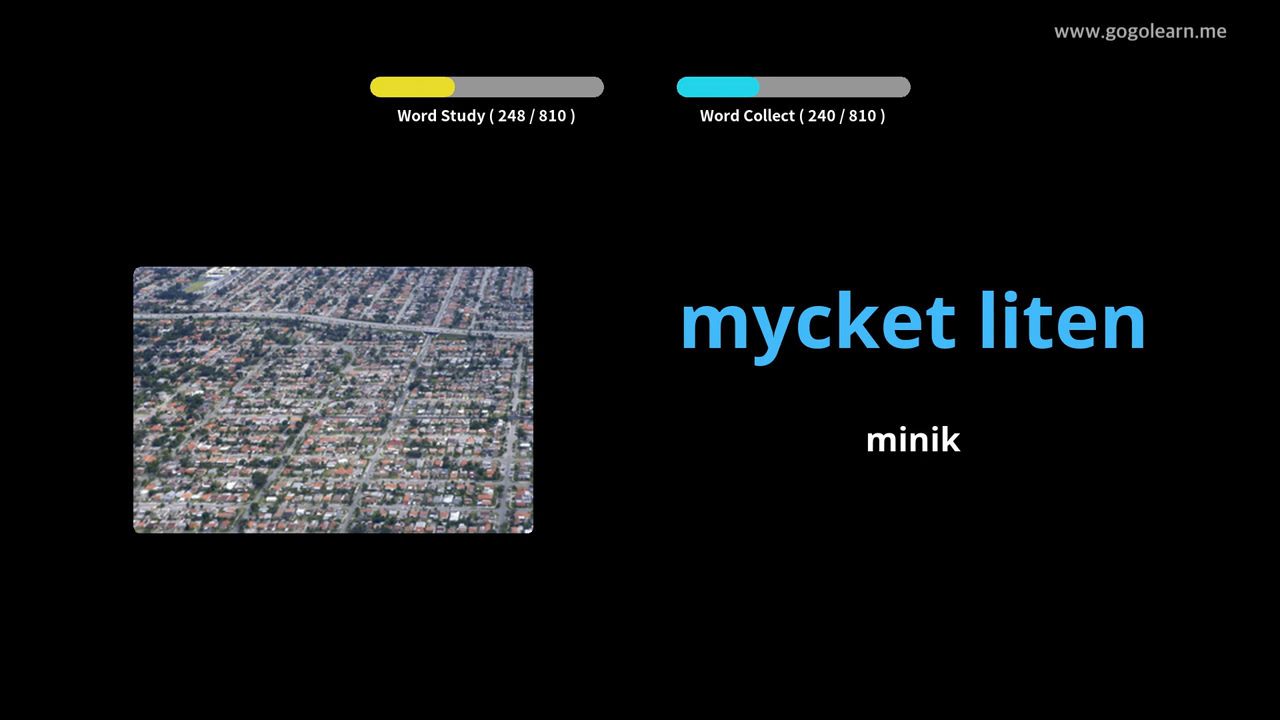 www.gogolearn.me
Word Study ( 248 / 810 )
Word Collect ( 240 / 810 )
mycket liten
minik